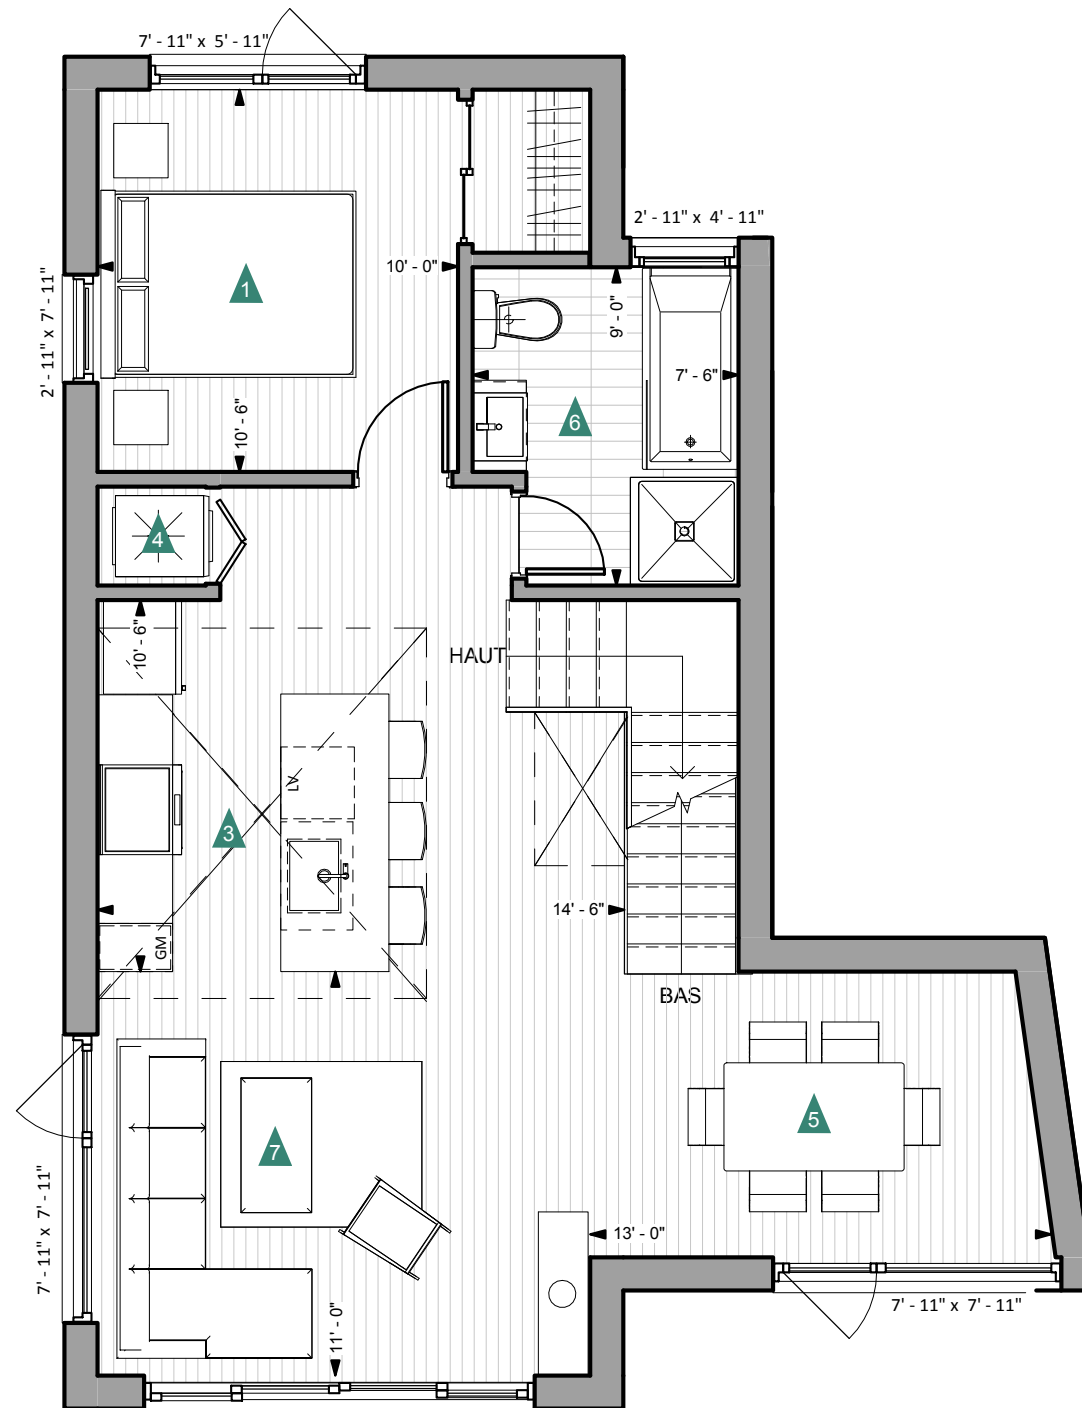 7' - 11" x 5' - 11"
2' - 11" x 4' - 11"
10' - 0"
1
2' - 11" x 7' - 11"
9' - 0"
7' - 6"
6
10' - 6"
4
10' - 6"
HAUT
LV
3
14' - 6"
GM
BAS
5
7
13' - 0"
7' - 11" x 7' - 11"
11' - 0"
7' - 11" x 7' - 11"